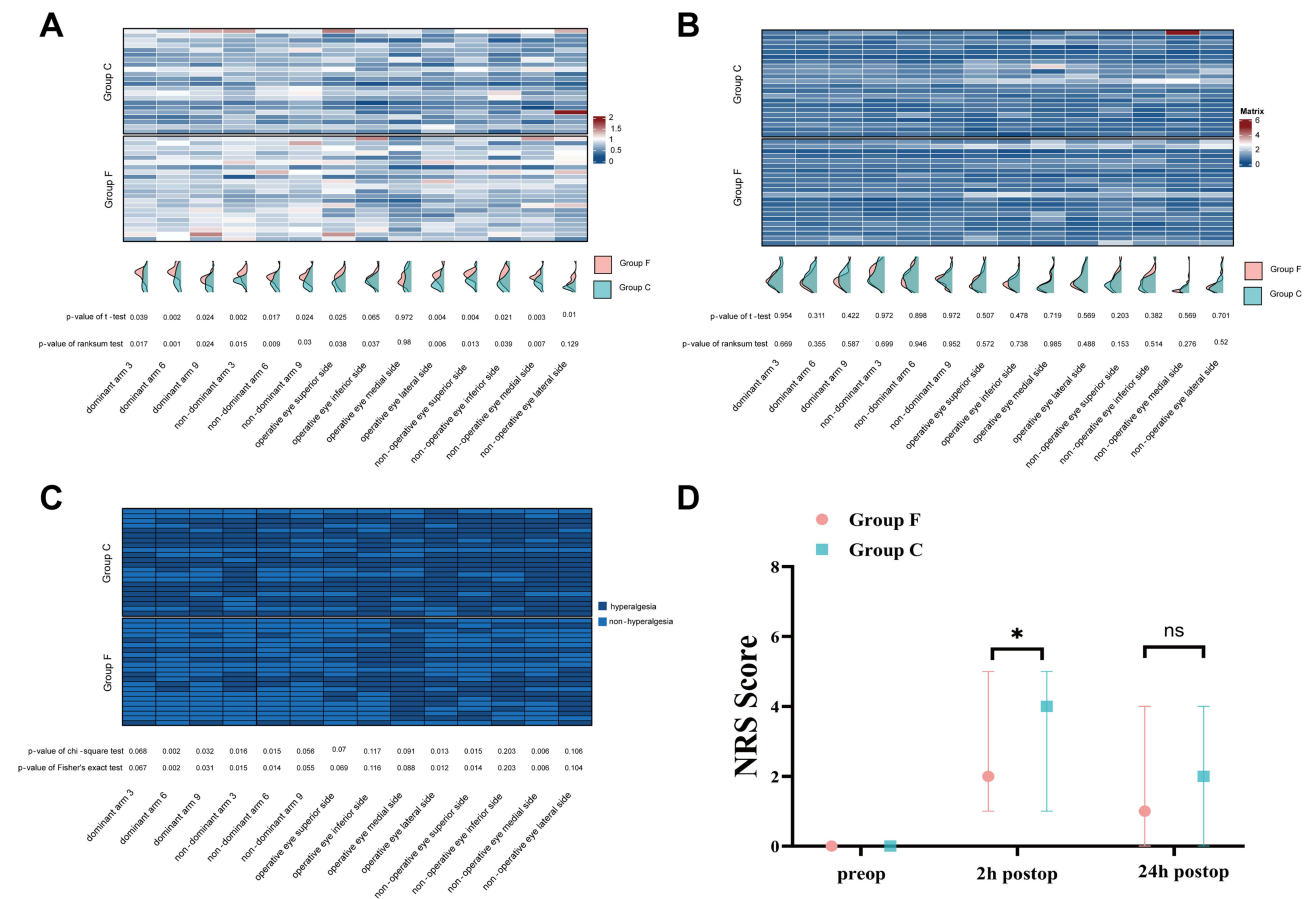 A
Group C
Group F
2
1.5
1
0.5
0
Group F
Group C
p-value of t-test 0.039 0.002 0.024 0.002 0.017 0.024 0.025 0.065 0.972 0.004 0.004 0.021 0.003 0.01
p-value of ranksum test 0.017 0.001 0.024 0.015 0.009 0.03 0.038 0.037 0.98 0.006 0.013 0.039 0.007 0.129
dominant arm 3
dominant arm 6
dominant arm 9
non-dominant arm 3
non-dominant arm 6
non-dominant arm 9
operative eye superior side
operative eye inferior side
operative eye medial side
operative eye lateral side
non-operative eye superior side
non-operative eye inferior side
non-operative eye medial side
non-operative eye lateral side
B
Group C
Group F
Matrix
6
4
2
0
Group F
Group C
p-value of t-test 0.954 0.311 0.422 0.972 0.898 0.972 0.507 0.478 0.719 0.569 0.203 0.382 0.569 0.701
p-value of ranksum test 0.669 0.355 0.587 0.699 0.946 0.952 0.572 0.738 0.985 0.488 0.153 0.514 0.276 0.52
dominant arm 3
dominant arm 6
dominant arm 9
non-dominant arm 3
non-dominant arm 6
non-dominant arm 9
operative eye superior side
operative eye inferior side
operative eye medial side
operative eye lateral side
non-operative eye superior side
non-operative eye inferior side
non-operative eye medial side
non-operative eye lateral side
C
Group C
Group F
hyperalgesia
non-hyperalgesia
p-value of chi-square test 0.068 0.002 0.032 0.016 0.015 0.056 0.07 0.117 0.091 0.013 0.015 0.203 0.006 0.106
p-value of Fisher's exact test 0.067 0.002 0.031 0.015 0.014 0.055 0.069 0.116 0.088 0.012 0.014 0.203 0.006 0.104
dominant arm 3
dominant arm 6
dominant arm 9
non-dominant arm 3
non-dominant arm 6
non-dominant arm 9
operative eye superior side
operative eye inferior side
operative eye medial side
operative eye lateral side
non-operative eye superior side
non-operative eye inferior side
non-operative eye medial side
non-operative eye lateral side
D
Group F
Group C
NRS Score
8
6
4
2
0
*
ns
preop
2h postop
24h postop